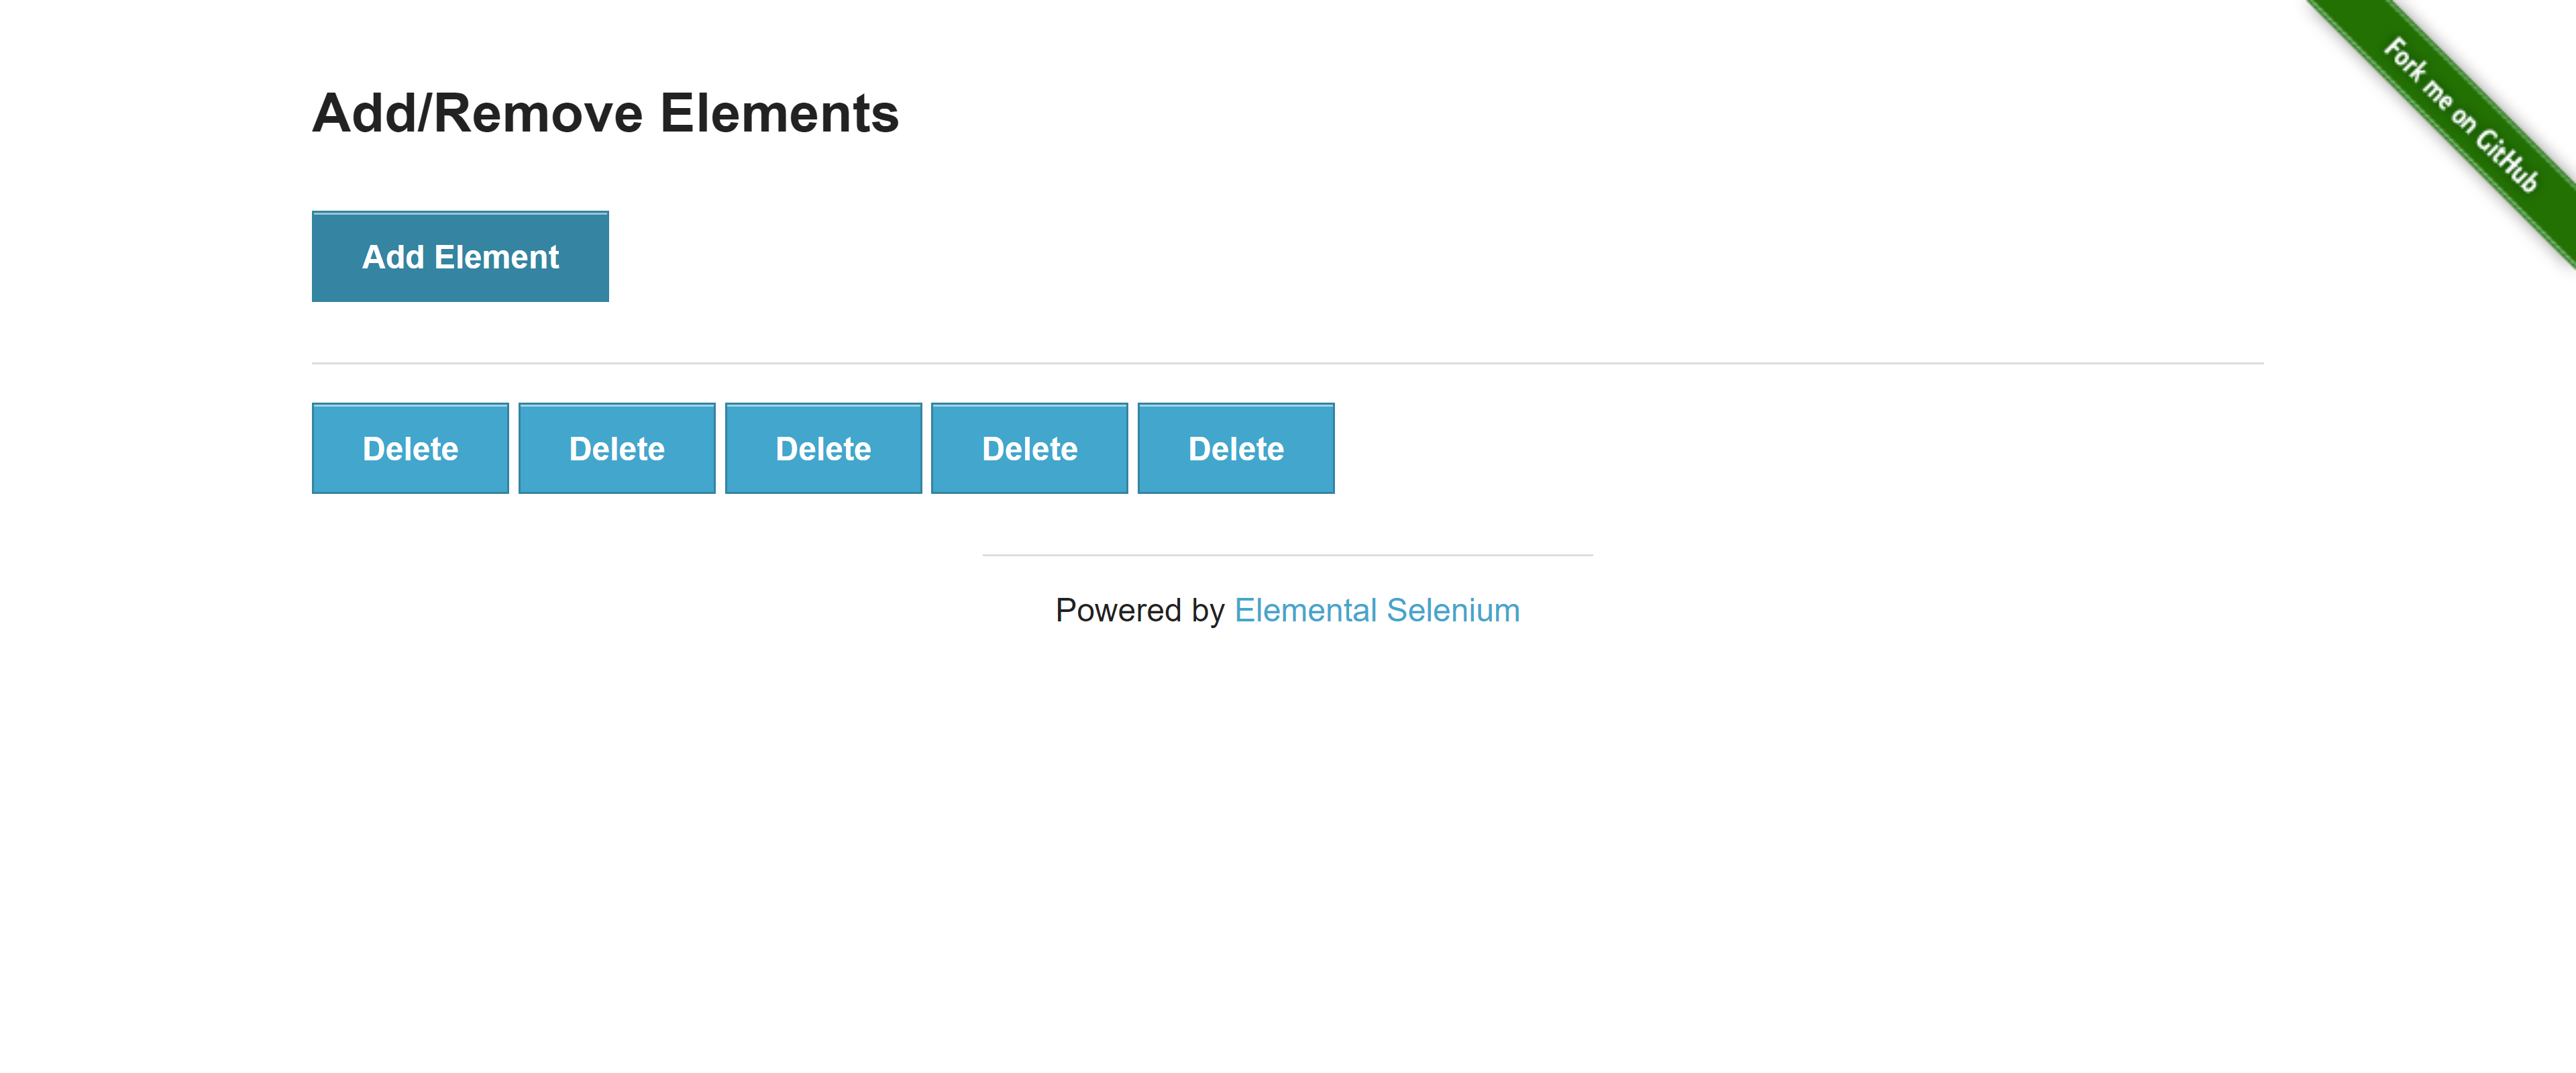 Fork me on GitHub
Add/Remove Elements
Add Element
Delete Delete Delete Delete Delete
Powered by Elemental Selenium